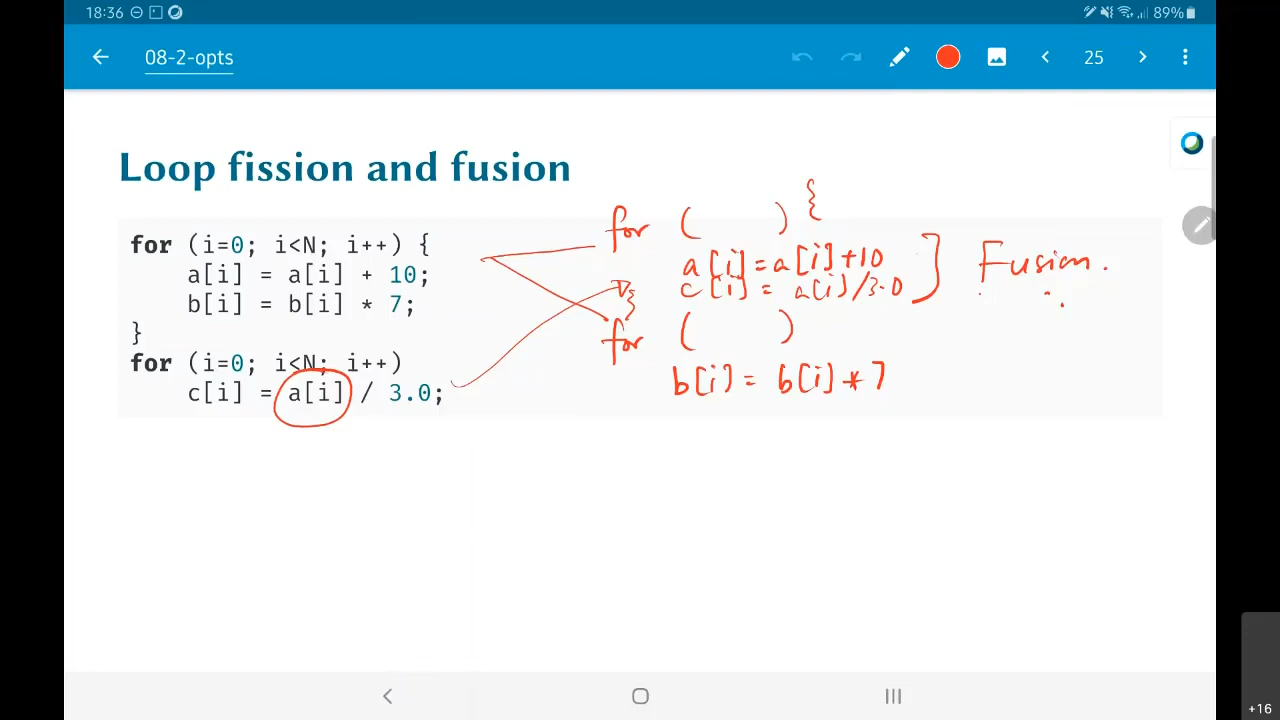 18:36
89%
08-2-opts
25
Loop fission and fusion
for (i=0; i<N; i++) {
a[i] = a[i] + 10;
b[i] = b[i] * 7;
}
for (i=0; i<N; i++)
c[i] = a[i] / 3.0;
for ( ) {
a[i]=a[i]+10
c[i] = a[i]/3.0
}
for ( )
b[i] = b[i] * 7
Fusion.
+16